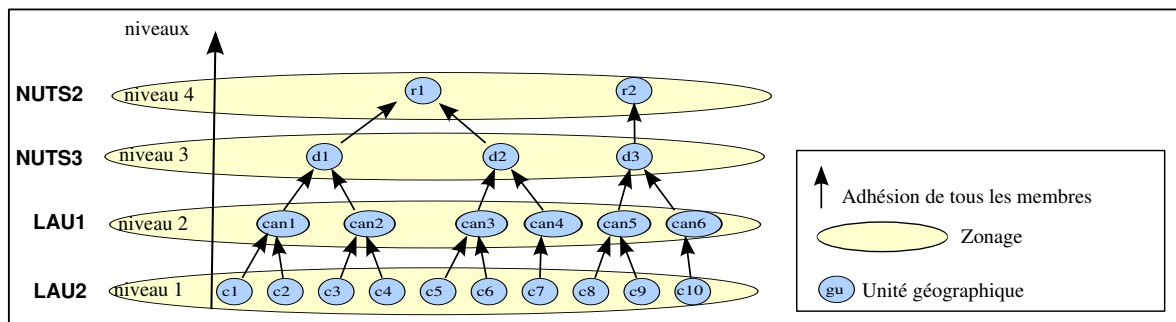 niveaux
NUTS2 niveau 4 r1 r2
NUTS3 niveau 3 d1 d2 d3
LAU1 niveau 2 can1 can2 can3 can4 can5 can6
LAU2 niveau 1 c1 c2 c3 c4 c5 c6 c7 c8 c9 c10
Adhésion de tous les membres
Zonage
gu Unité géographique